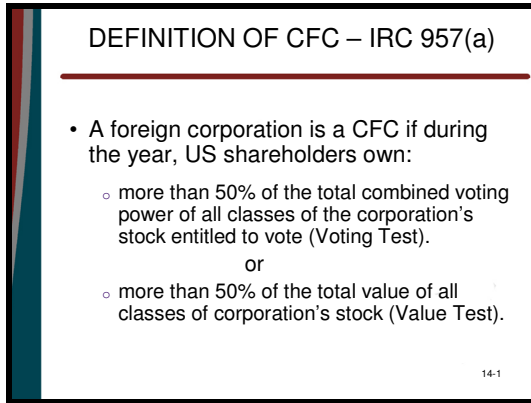 DEFINITION OF CFC – IRC 957(a)
• A foreign corporation is a CFC if during
the year, US shareholders own:
o more than 50% of the total combined voting
power of all classes of the corporation's
stock entitled to vote (Voting Test).
or
o more than 50% of the total value of all
classes of corporation's stock (Value Test).
14-1